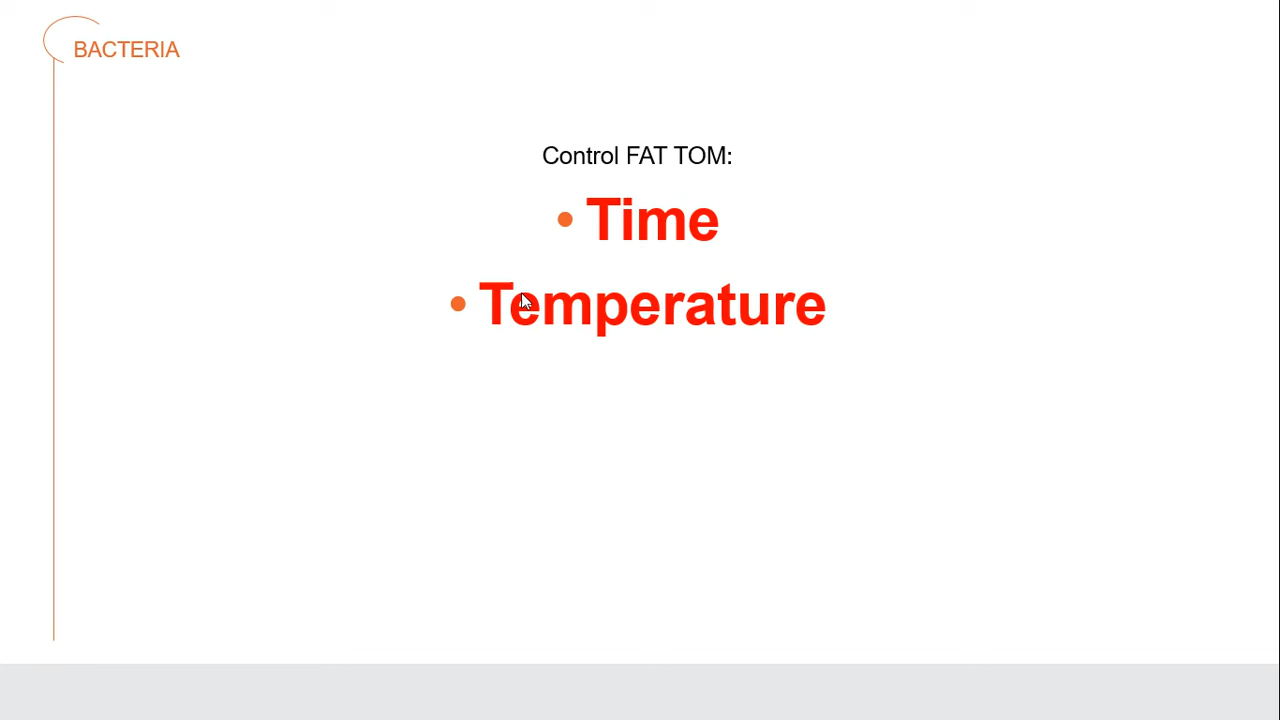 BACTERIA
Control FAT TOM:
• Time
• Temperature